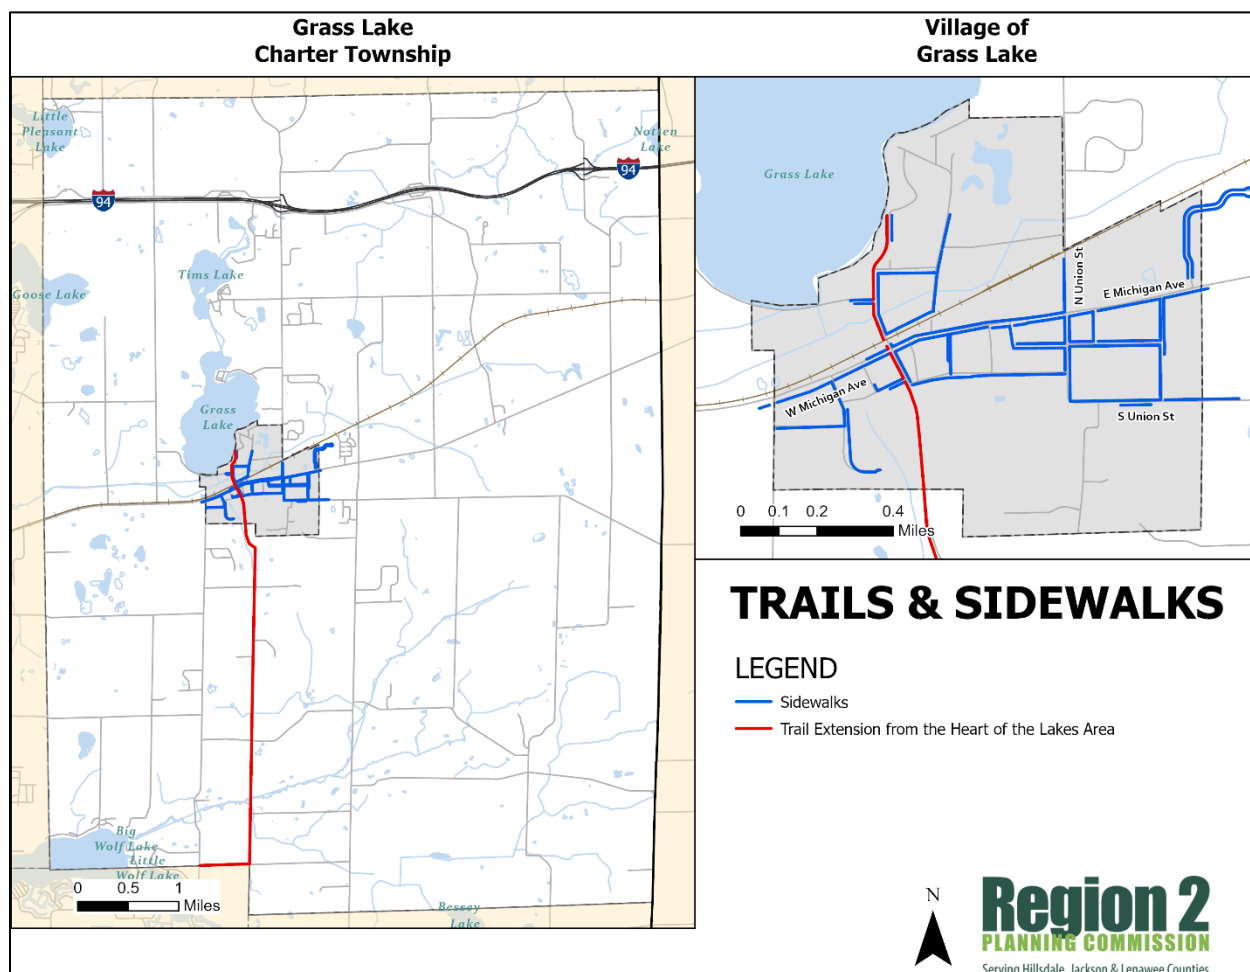 Grass Lake
Charter Township
Village of
Grass Lake
Little
Pleasant
Lake
Notten
Lake
94
94
Tims Lake
Goose Lake
Grass
Lake
Big
Wolf Lake
Little
Wolf Lake
Bessey
Lake
0 0.5 1
Miles
Grass Lake
N Union St
E Michigan Ave
W Michigan Ave
S Union St
0 0.1 0.2 0.4
Miles
TRAILS & SIDEWALKS
LEGEND
Sidewalks
Trail Extension from the Heart of the Lakes Area
N
Region 2
PLANNING COMMISSION
Serving Hillsdale, Jackson & Lenawee Counties